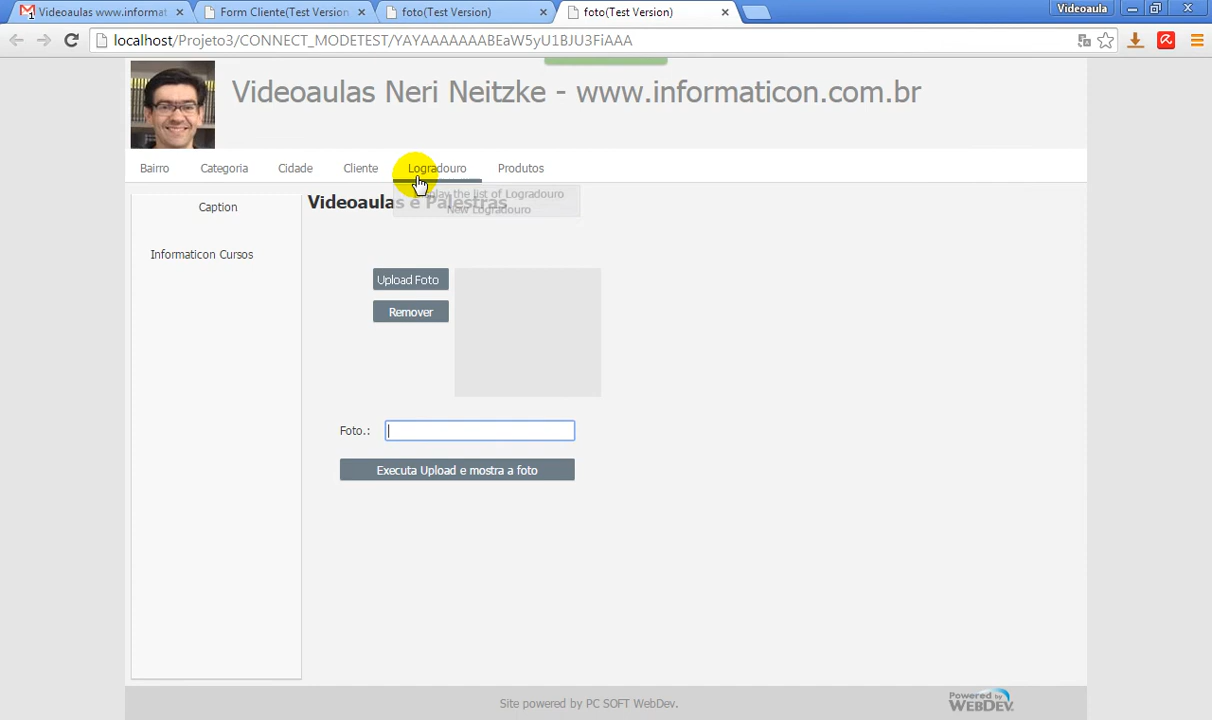 Videoaulas www.informat
Form Cliente(Test Version
foto(Test Version)
foto(Test Version)
Videoaula
localhost/Projeto3/CONNECT_MODETEST/YAYAAAAAAABEaW5yU1BJU3FiAAA
Videoaulas Neri Neitzke - www.informaticon.com.br
Bairro Categoria Cidade Cliente Logradouro Produtos
Caption
Informaticon Cursos
Videoaulas e Palestras
the list of Logradouro
New Logradouro
Upload Foto
Remover
Foto.:
Executa Upload e mostra a foto
Site powered by PC SOFT WebDev.
Powered by
WEBDEV